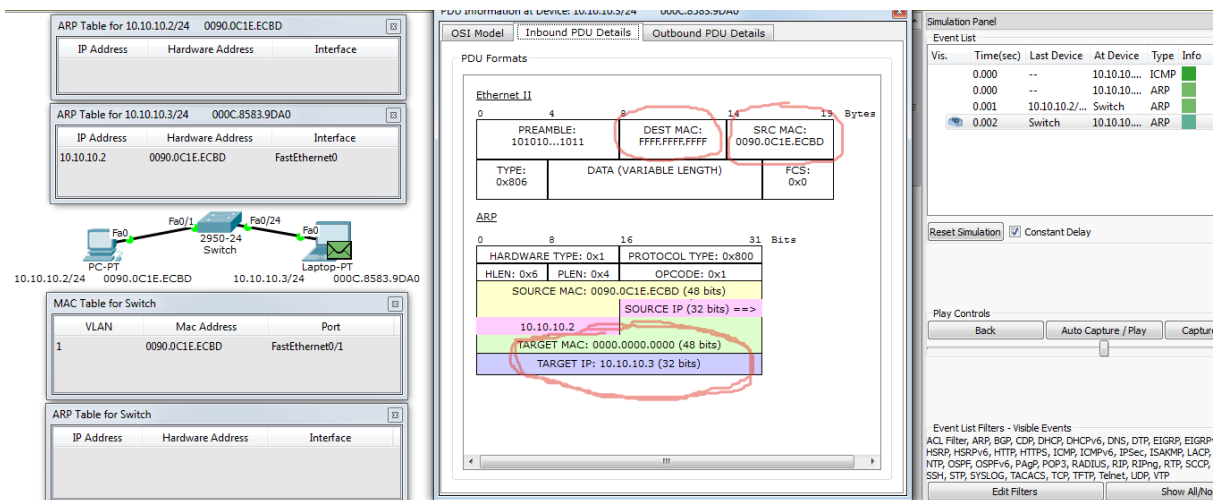 ARP Table for 10.10.10.2/24 0090.0C1E.ECBD
IP Address Hardware Address Interface
ARP Table for 10.10.10.3/24 000C.8583.9DA0
IP Address Hardware Address Interface
10.10.10.2 0090.0C1E.ECBD FastEthernet0
Fa0/1 Fa0/24
Fa0 Fa0
2950-24
Switch
PC-PT Laptop-PT
10.10.10.2/24 0090.0C1E.ECBD 10.10.10.3/24 000C.8583.9DA0
MAC Table for Switch
VLAN Mac Address Port
1 0090.0C1E.ECBD FastEthernet0/1
ARP Table for Switch
IP Address Hardware Address Interface
PDU Information at Device: 10.10.10.3/24 000C.8583.9DA0
OSI Model Inbound PDU Details Outbound PDU Details
PDU Formats
Ethernet II
0 4 8 14 19 Bytes
PREAMBLE: DEST MAC: SRC MAC:
101010...1011 FFFF.FFFF.FFFF 0090.0C1E.ECBD
TYPE: DATA (VARIABLE LENGTH) FCS:
0x806 0x0
ARP
0 8 16 31 Bits
HARDWARE TYPE: 0x1 PROTOCOL TYPE: 0x800
HLEN: 0x6 PLEN: 0x4 OPCODE: 0x1
SOURCE MAC: 0090.0C1E.ECBD (48 bits)
SOURCE IP (32 bits) ==>
10.10.10.2
TARGET MAC: 0000.0000.0000 (48 bits)
TARGET IP: 10.10.10.3 (32 bits)
Simulation Panel
Event List
Vis. Time(sec) Last Device At Device Type Info
0.000 -- 10.10.10.... ICMP
0.000 -- 10.10.10.... ARP
0.001 10.10.10.2/... Switch ARP
0.002 Switch 10.10.10.... ARP
Reset Simulation Constant Delay
Play Controls
Back Auto Capture / Play Capture
Event List Filters - Visible Events
ACL Filter, ARP, BGP, CDP, DHCP, DHCPv6, DNS, DTP, EIGRP, EIGRPv
HSRP, HSRPv6, HTTP, HTTPS, ICMP, ICMPv6, IPSec, ISAKMP, LACP,
NTP, OSPF, OSPFv6, PAgP, POP3, RADIUS, RIP, RIPng, RTP, SCCP,
SSH, STP, SYSLOG, TACACS, TCP, TFTP, Telnet, UDP, VTP
Edit Filters Show All/No